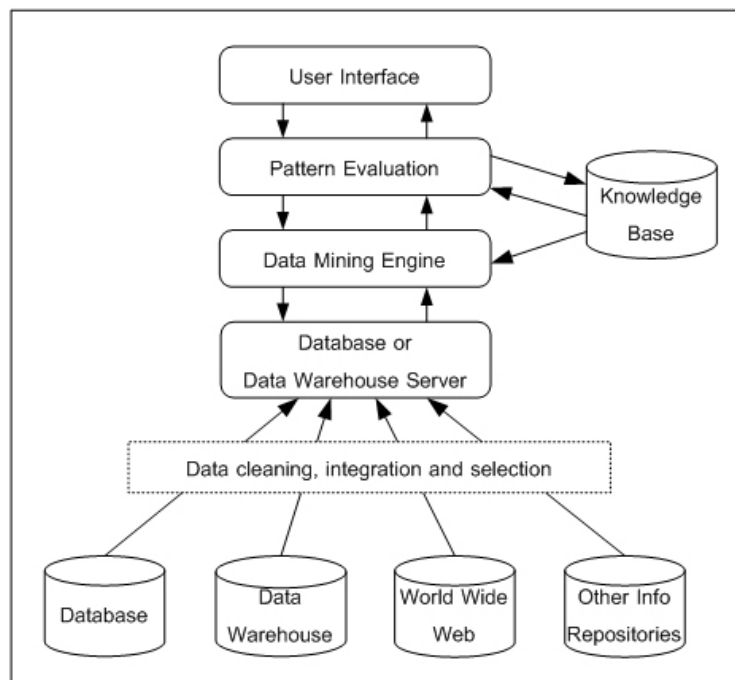 User Interface
Pattern Evaluation
Knowledge
Base
Data Mining Engine
Database or
Data Warehouse Server
Data cleaning, integration and selection
Database
Data
Warehouse
World Wide
Web
Other Info
Repositories